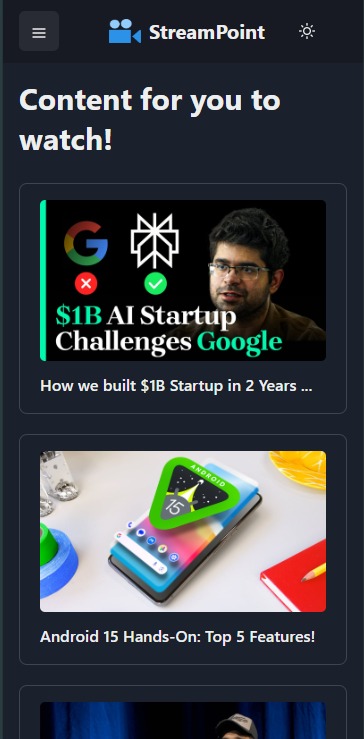 StreamPoint
Content for you to
watch!
$1B AI Startup
Challenges Google
How we built $1B Startup in 2 Years ...
ANDROID
15
Android 15 Hands-On: Top 5 Features!